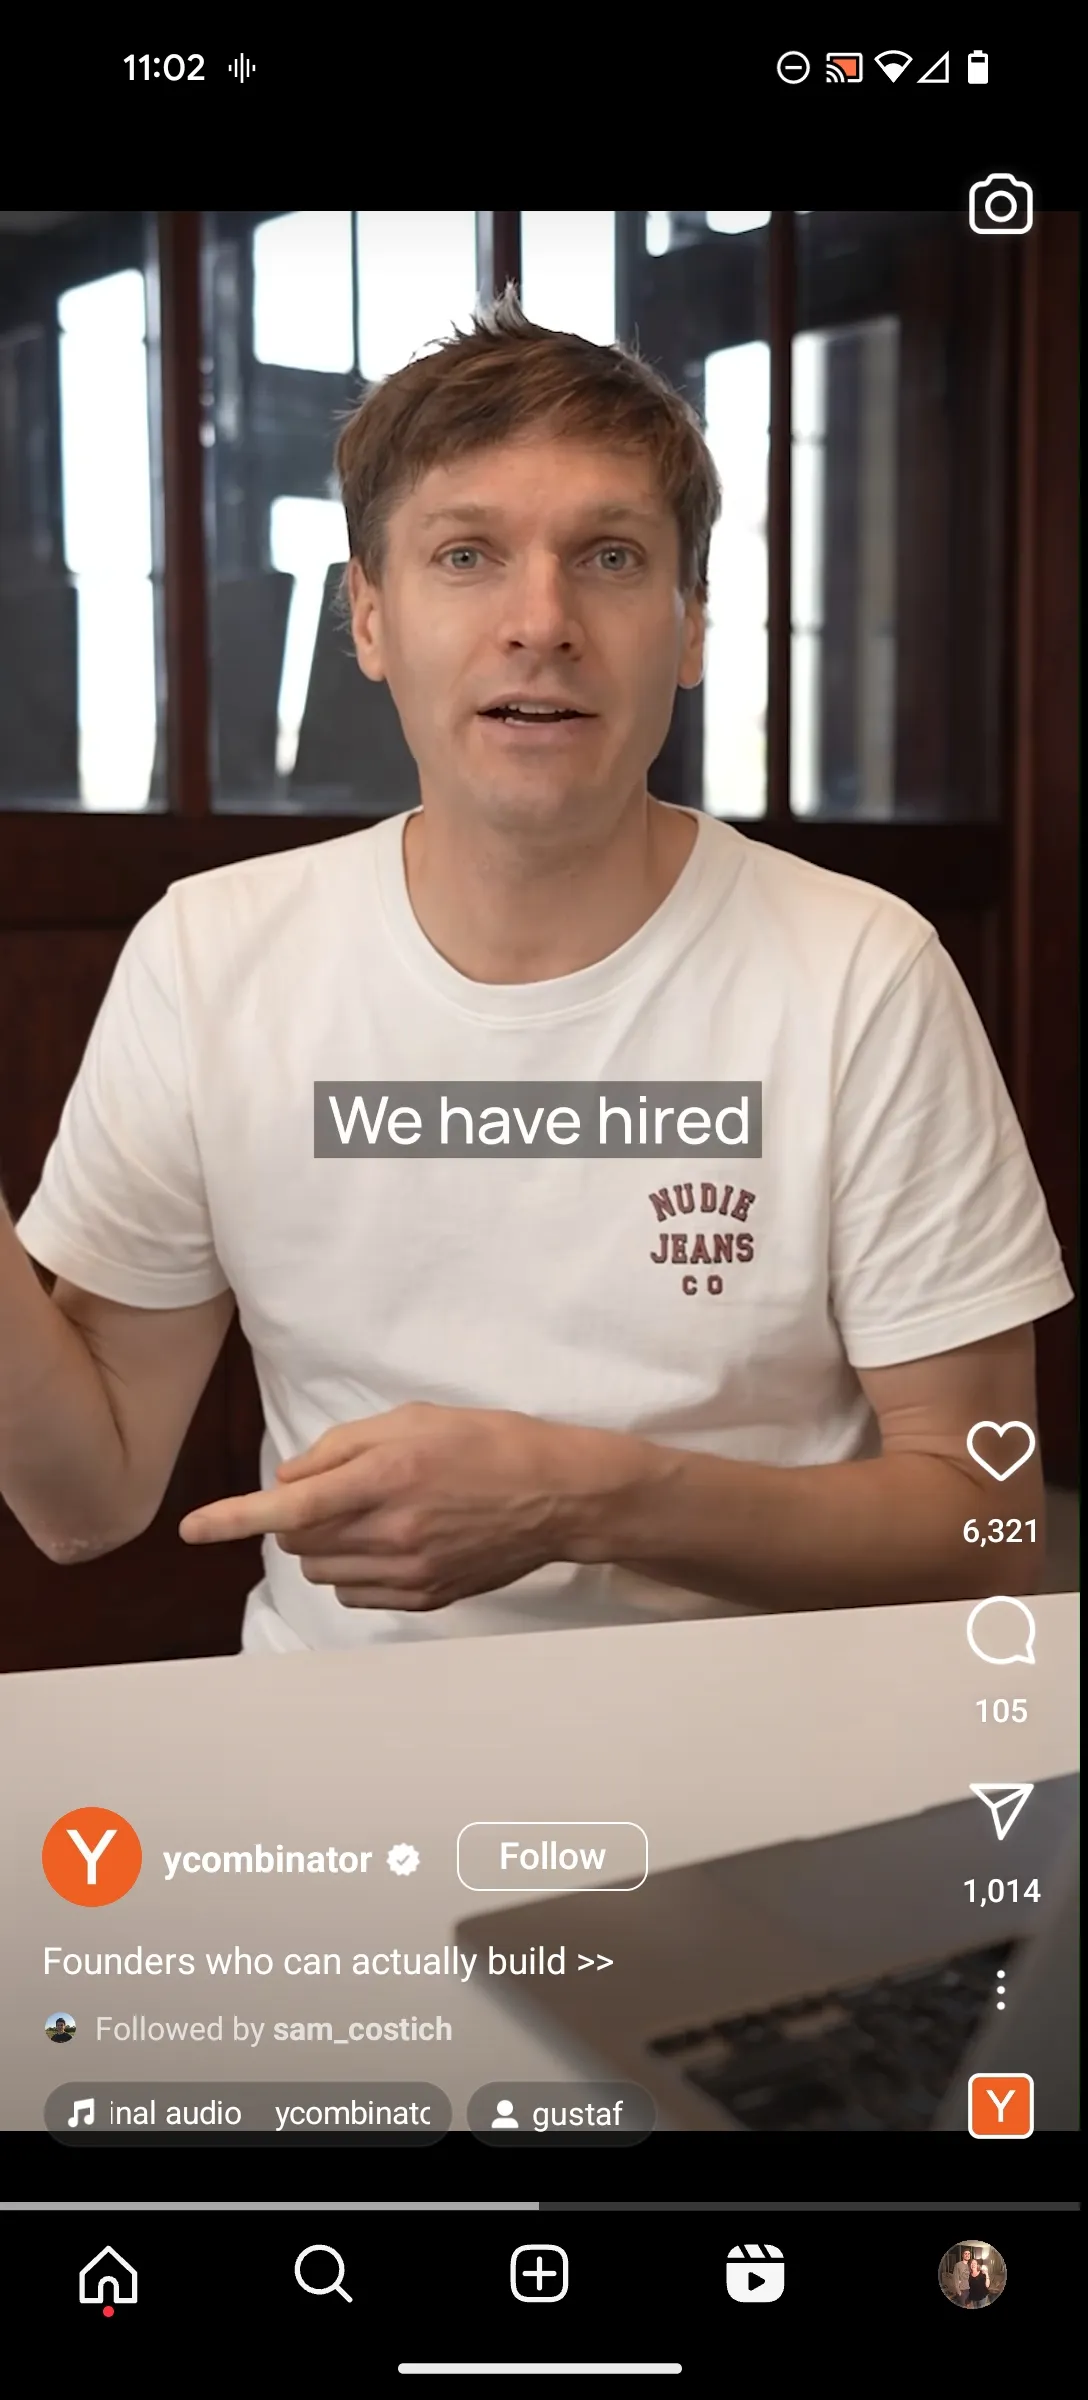 11:02
We have hired
NUDIE
JEANS
CO
6,321
105
1,014
Y ycombinator Follow
Founders who can actually build >>
Followed by sam_costich
inal audio ycombinato gustaf
Y